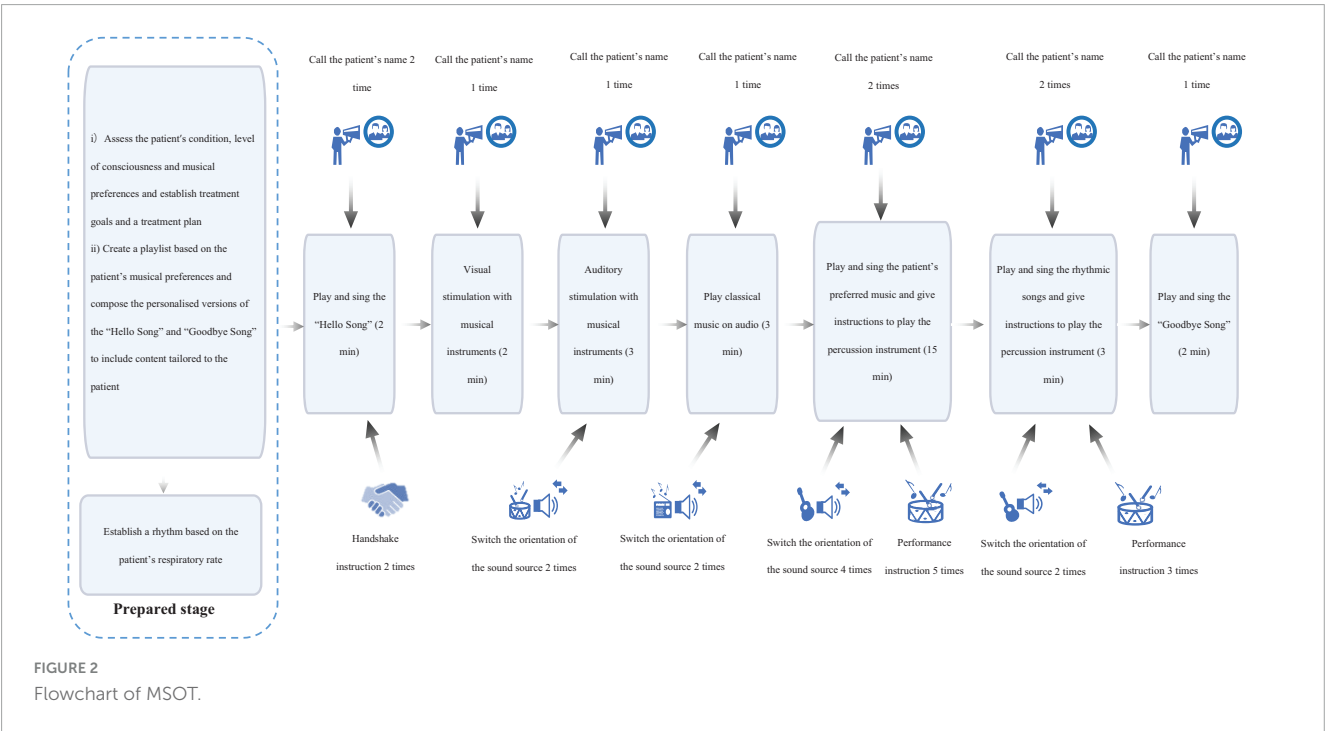 i) Assess the patient's condition, level
of consciousness and musical
preferences and establish treatment
goals and a treatment plan
ii) Create a playlist based on the
patient's musical preferences and
compose the personalised versions of
the “Hello Song” and “Goodbye Song”
to include content tailored to the
patient
Establish a rhythm based on the
patient's respiratory rate
Prepared stage
Call the patient's name 2
time
Play and sing the
“Hello Song” (2
min)
Handshake
instruction 2 times
Call the patient's name
1 time
Visual
stimulation with
musical
instruments (2
min)
Call the patient's name
1 time
Auditory
stimulation with
musical
instruments (3
min)
Switch the orientation of
the sound source 2 times
Call the patient's name
1 time
Play classical
music on audio (3
min)
Switch the orientation of
the sound source 2 times
Call the patient's name
2 times
Play and sing the patient's
preferred music and give
instructions to play the
percussion instrument (15
min)
Switch the orientation of
the sound source 4 times
Performance
instruction 5 times
Call the patient's name
2 times
Play and sing the rhythmic
songs and give
instructions to play the
percussion instrument (3
min)
Switch the orientation of
the sound source 2 times
Performance
instruction 3 times
Call the patient's name
1 time
Play and sing the
“Goodbye Song”
(2 min)
FIGURE 2
Flowchart of MSOT.